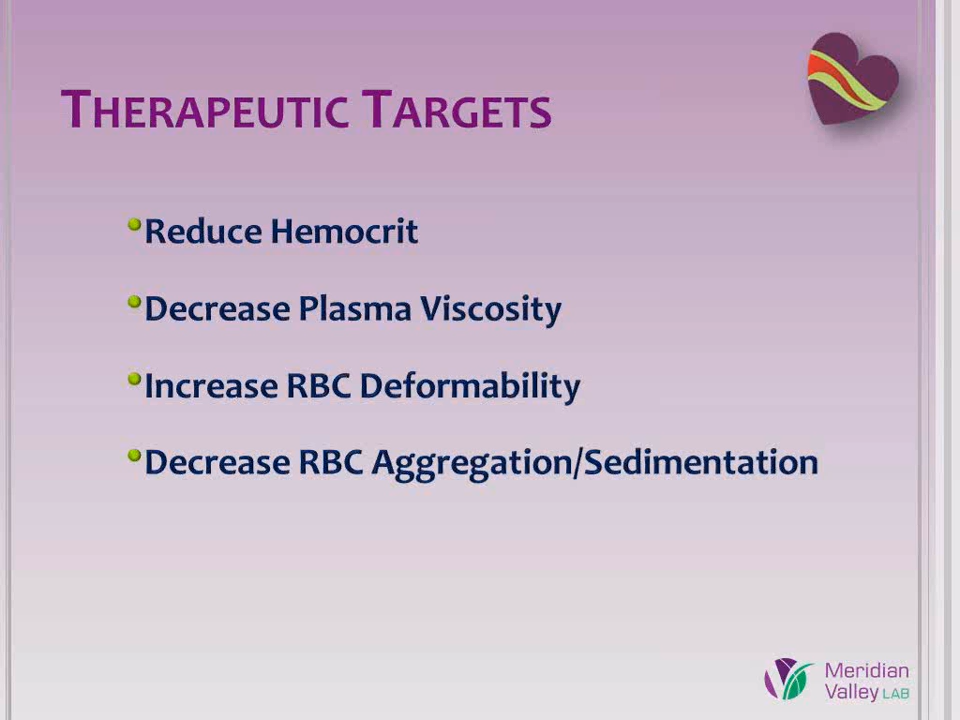 THERAPEUTIC TARGETS
Reduce Hemocrit
Decrease Plasma Viscosity
Increase RBC Deformability
Decrease RBC Aggregation/Sedimentation
Meridian
Valley LAB